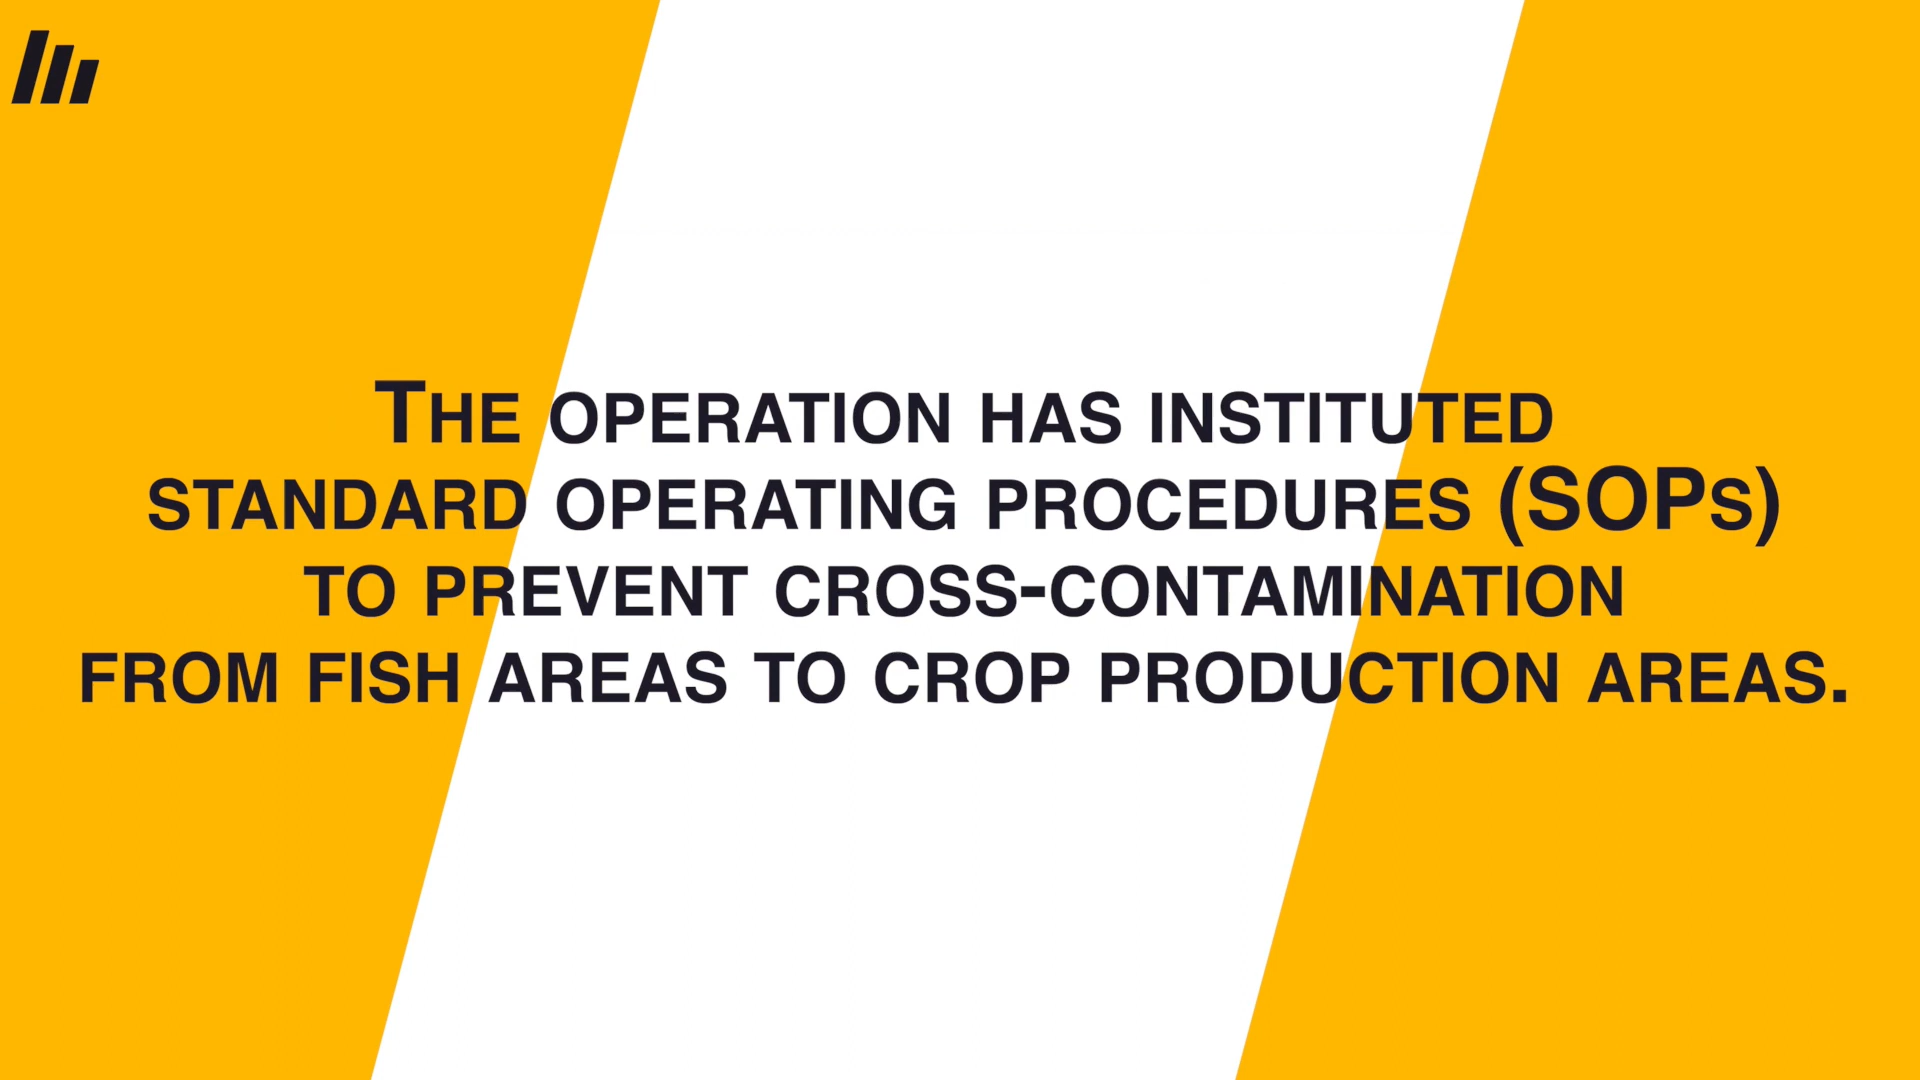 The operation has instituted
standard operating procedures (SOPs)
to prevent cross-contamination
from fish areas to crop production areas.